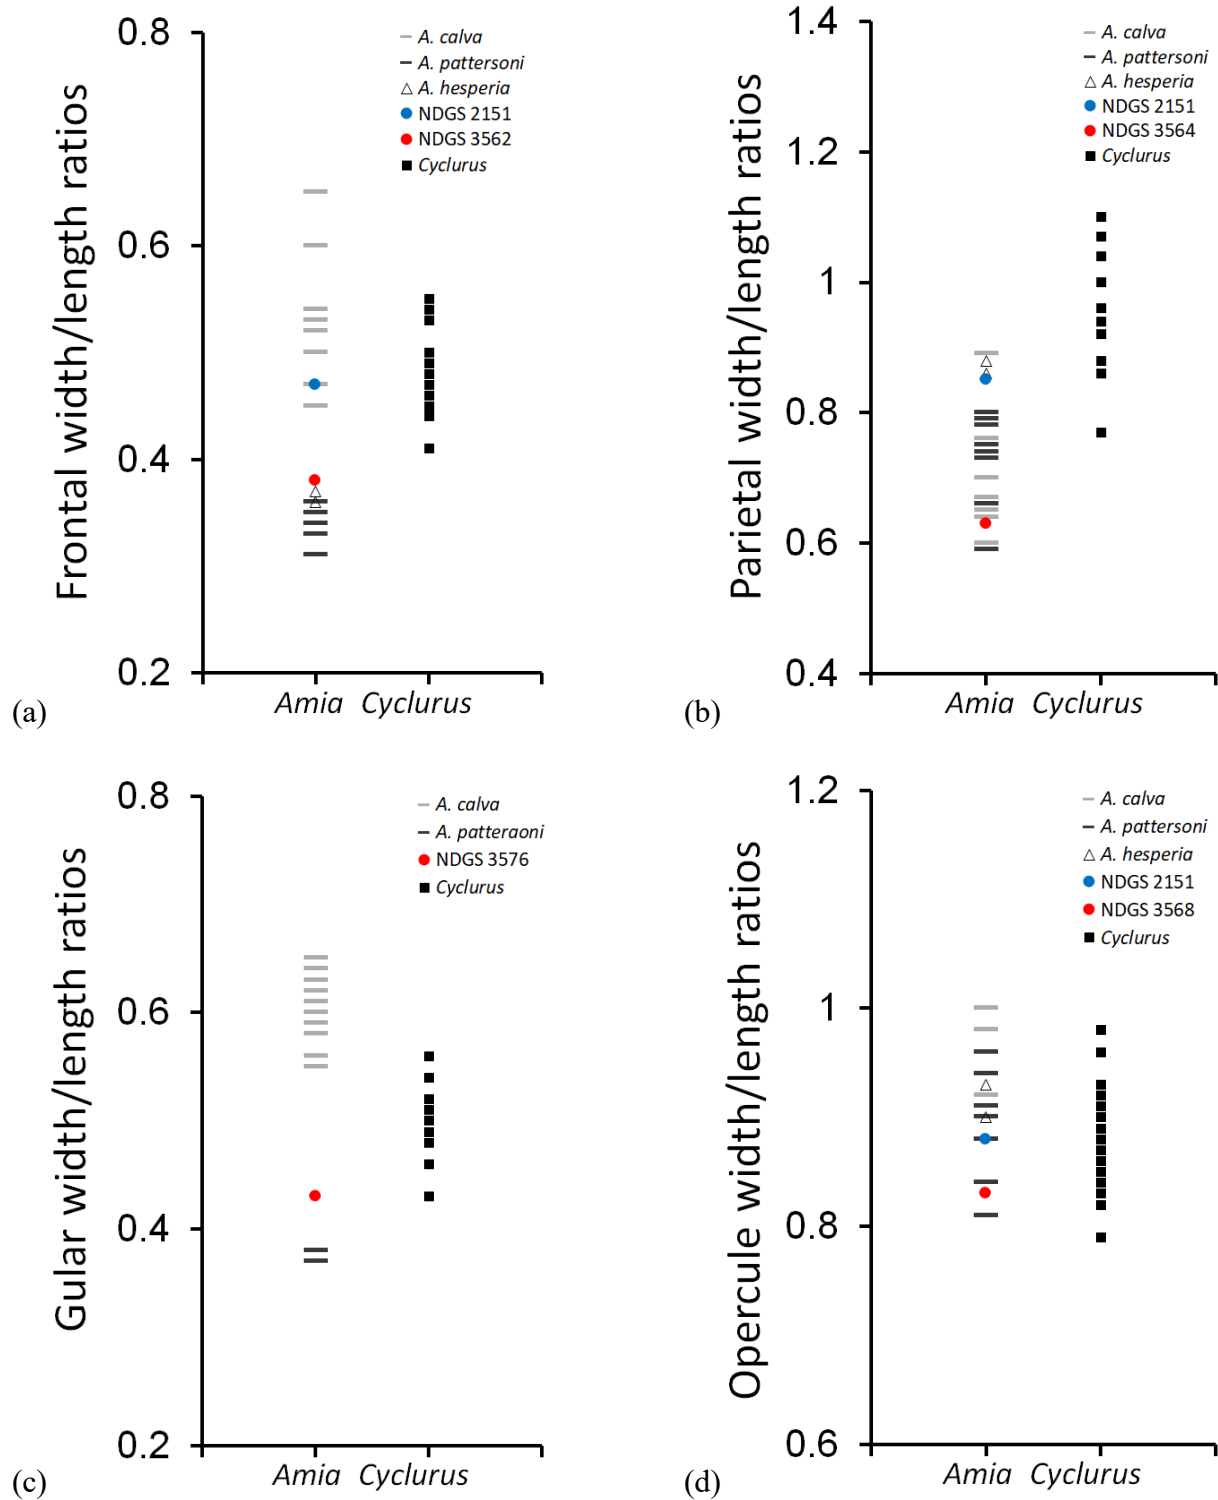 Frontal width/length ratios
0.8
0.6
0.4
0.2
A. calva
A. pattersoni
A. hesperia
NDGS 2151
NDGS 3562
Cyclurus
Amia Cyclurus
(a)
Parietal width/length ratios
1.4
1.2
1
0.8
0.6
0.4
A. calva
A. pattersoni
A. hesperia
NDGS 2151
NDGS 3564
Cyclurus
Amia Cyclurus
(b)
Gular width/length ratios
0.8
0.6
0.4
0.2
A. calva
A. patteraoni
NDGS 3576
Cyclurus
Amia Cyclurus
(c)
Opercule width/length ratios
1.2
1
0.8
0.6
A. calva
A. pattersoni
A. hesperia
NDGS 2151
NDGS 3568
Cyclurus
Amia Cyclurus
(d)